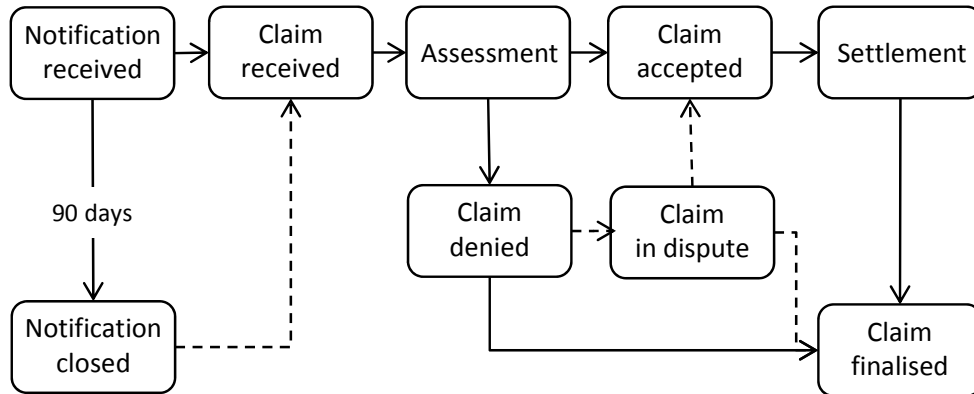 Notification
received
Claim
received
Assessment
Claim
accepted
Settlement
90 days
Claim
denied
Claim
in dispute
Notification
closed
Claim
finalised